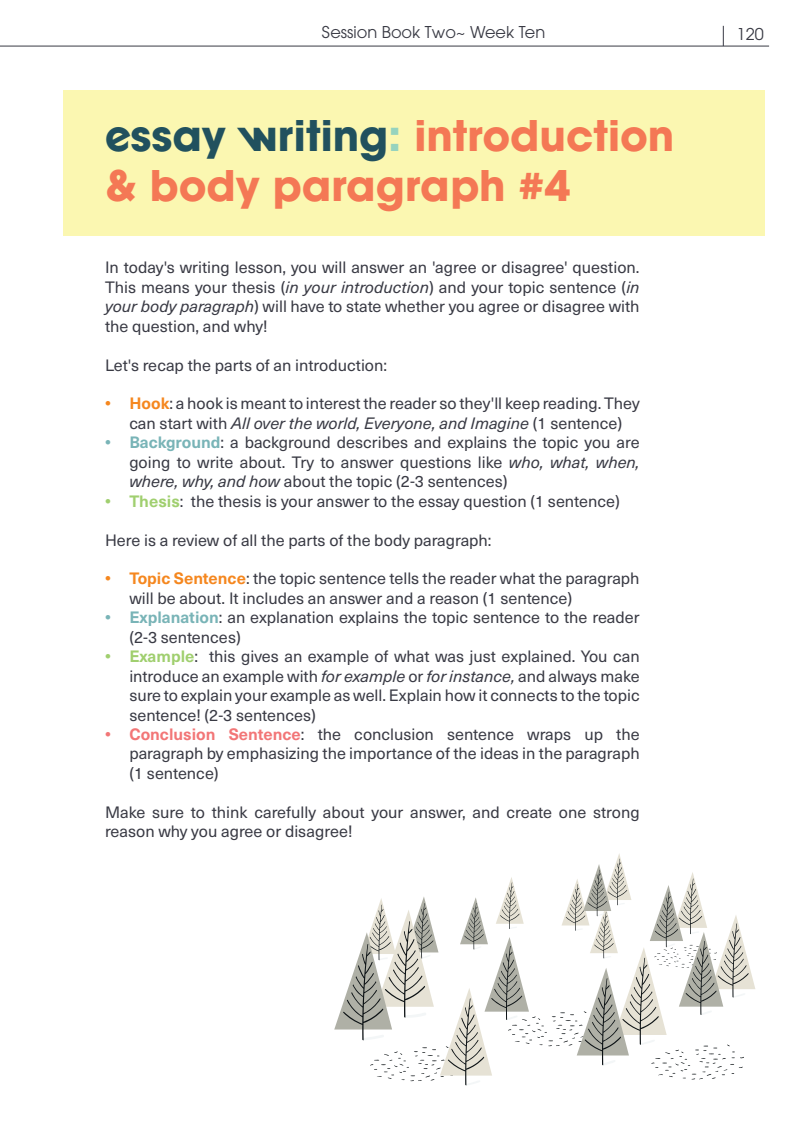 Session Book Two~ Week Ten
120
essay writing: introduction
& body paragraph #4
In today's writing lesson, you will answer an 'agree or disagree' question.
This means your thesis (in your introduction) and your topic sentence (in
your body paragraph) will have to state whether you agree or disagree with
the question, and why!
Let's recap the parts of an introduction:
• Hook: a hook is meant to interest the reader so they'll keep reading. They
can start with All over the world, Everyone, and Imagine (1 sentence)
• Background: a background describes and explains the topic you are
going to write about. Try to answer questions like who, what, when,
where, why, and how about the topic (2-3 sentences)
• Thesis: the thesis is your answer to the essay question (1 sentence)
Here is a review of all the parts of the body paragraph:
• Topic Sentence: the topic sentence tells the reader what the paragraph
will be about. It includes an answer and a reason (1 sentence)
• Explanation: an explanation explains the topic sentence to the reader
(2-3 sentences)
• Example: this gives an example of what was just explained. You can
introduce an example with for example or for instance, and always make
sure to explain your example as well. Explain how it connects to the topic
sentence! (2-3 sentences)
• Conclusion Sentence: the conclusion sentence wraps up the
paragraph by emphasizing the importance of the ideas in the paragraph
(1 sentence)
Make sure to think carefully about your answer, and create one strong
reason why you agree or disagree!